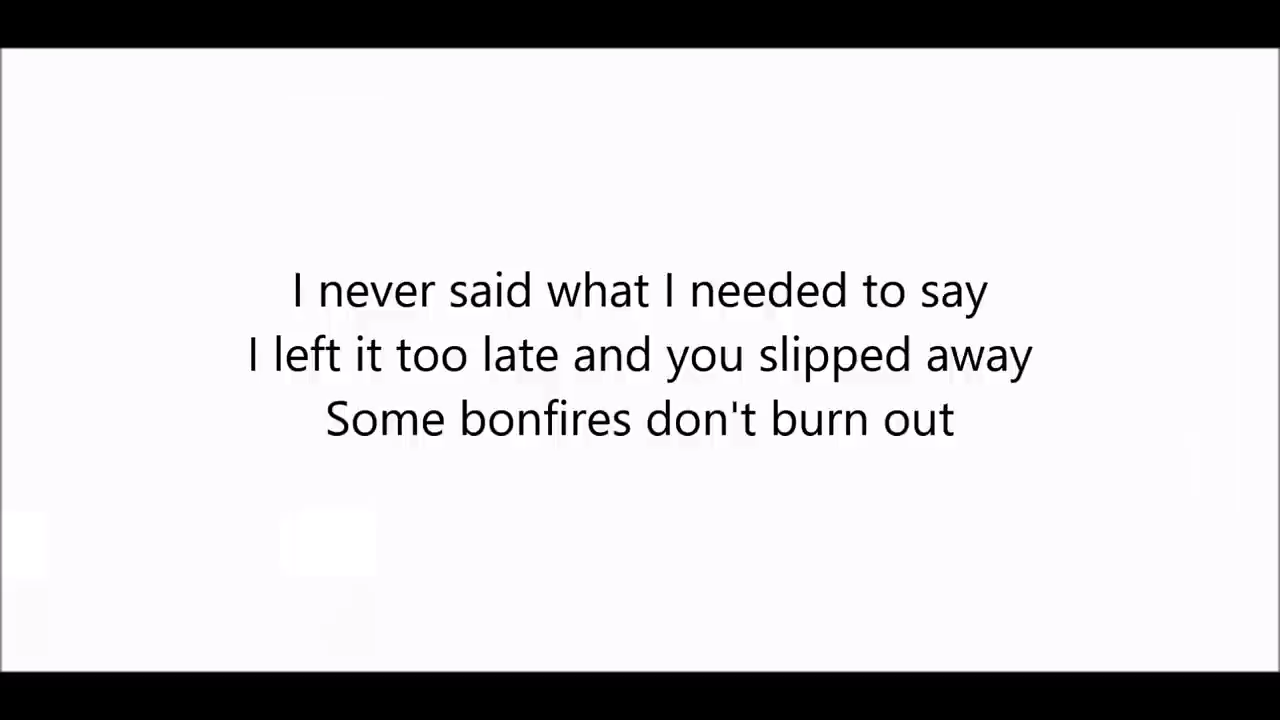 I never said what I needed to say
I left it too late and you slipped away
Some bonfires don't burn out